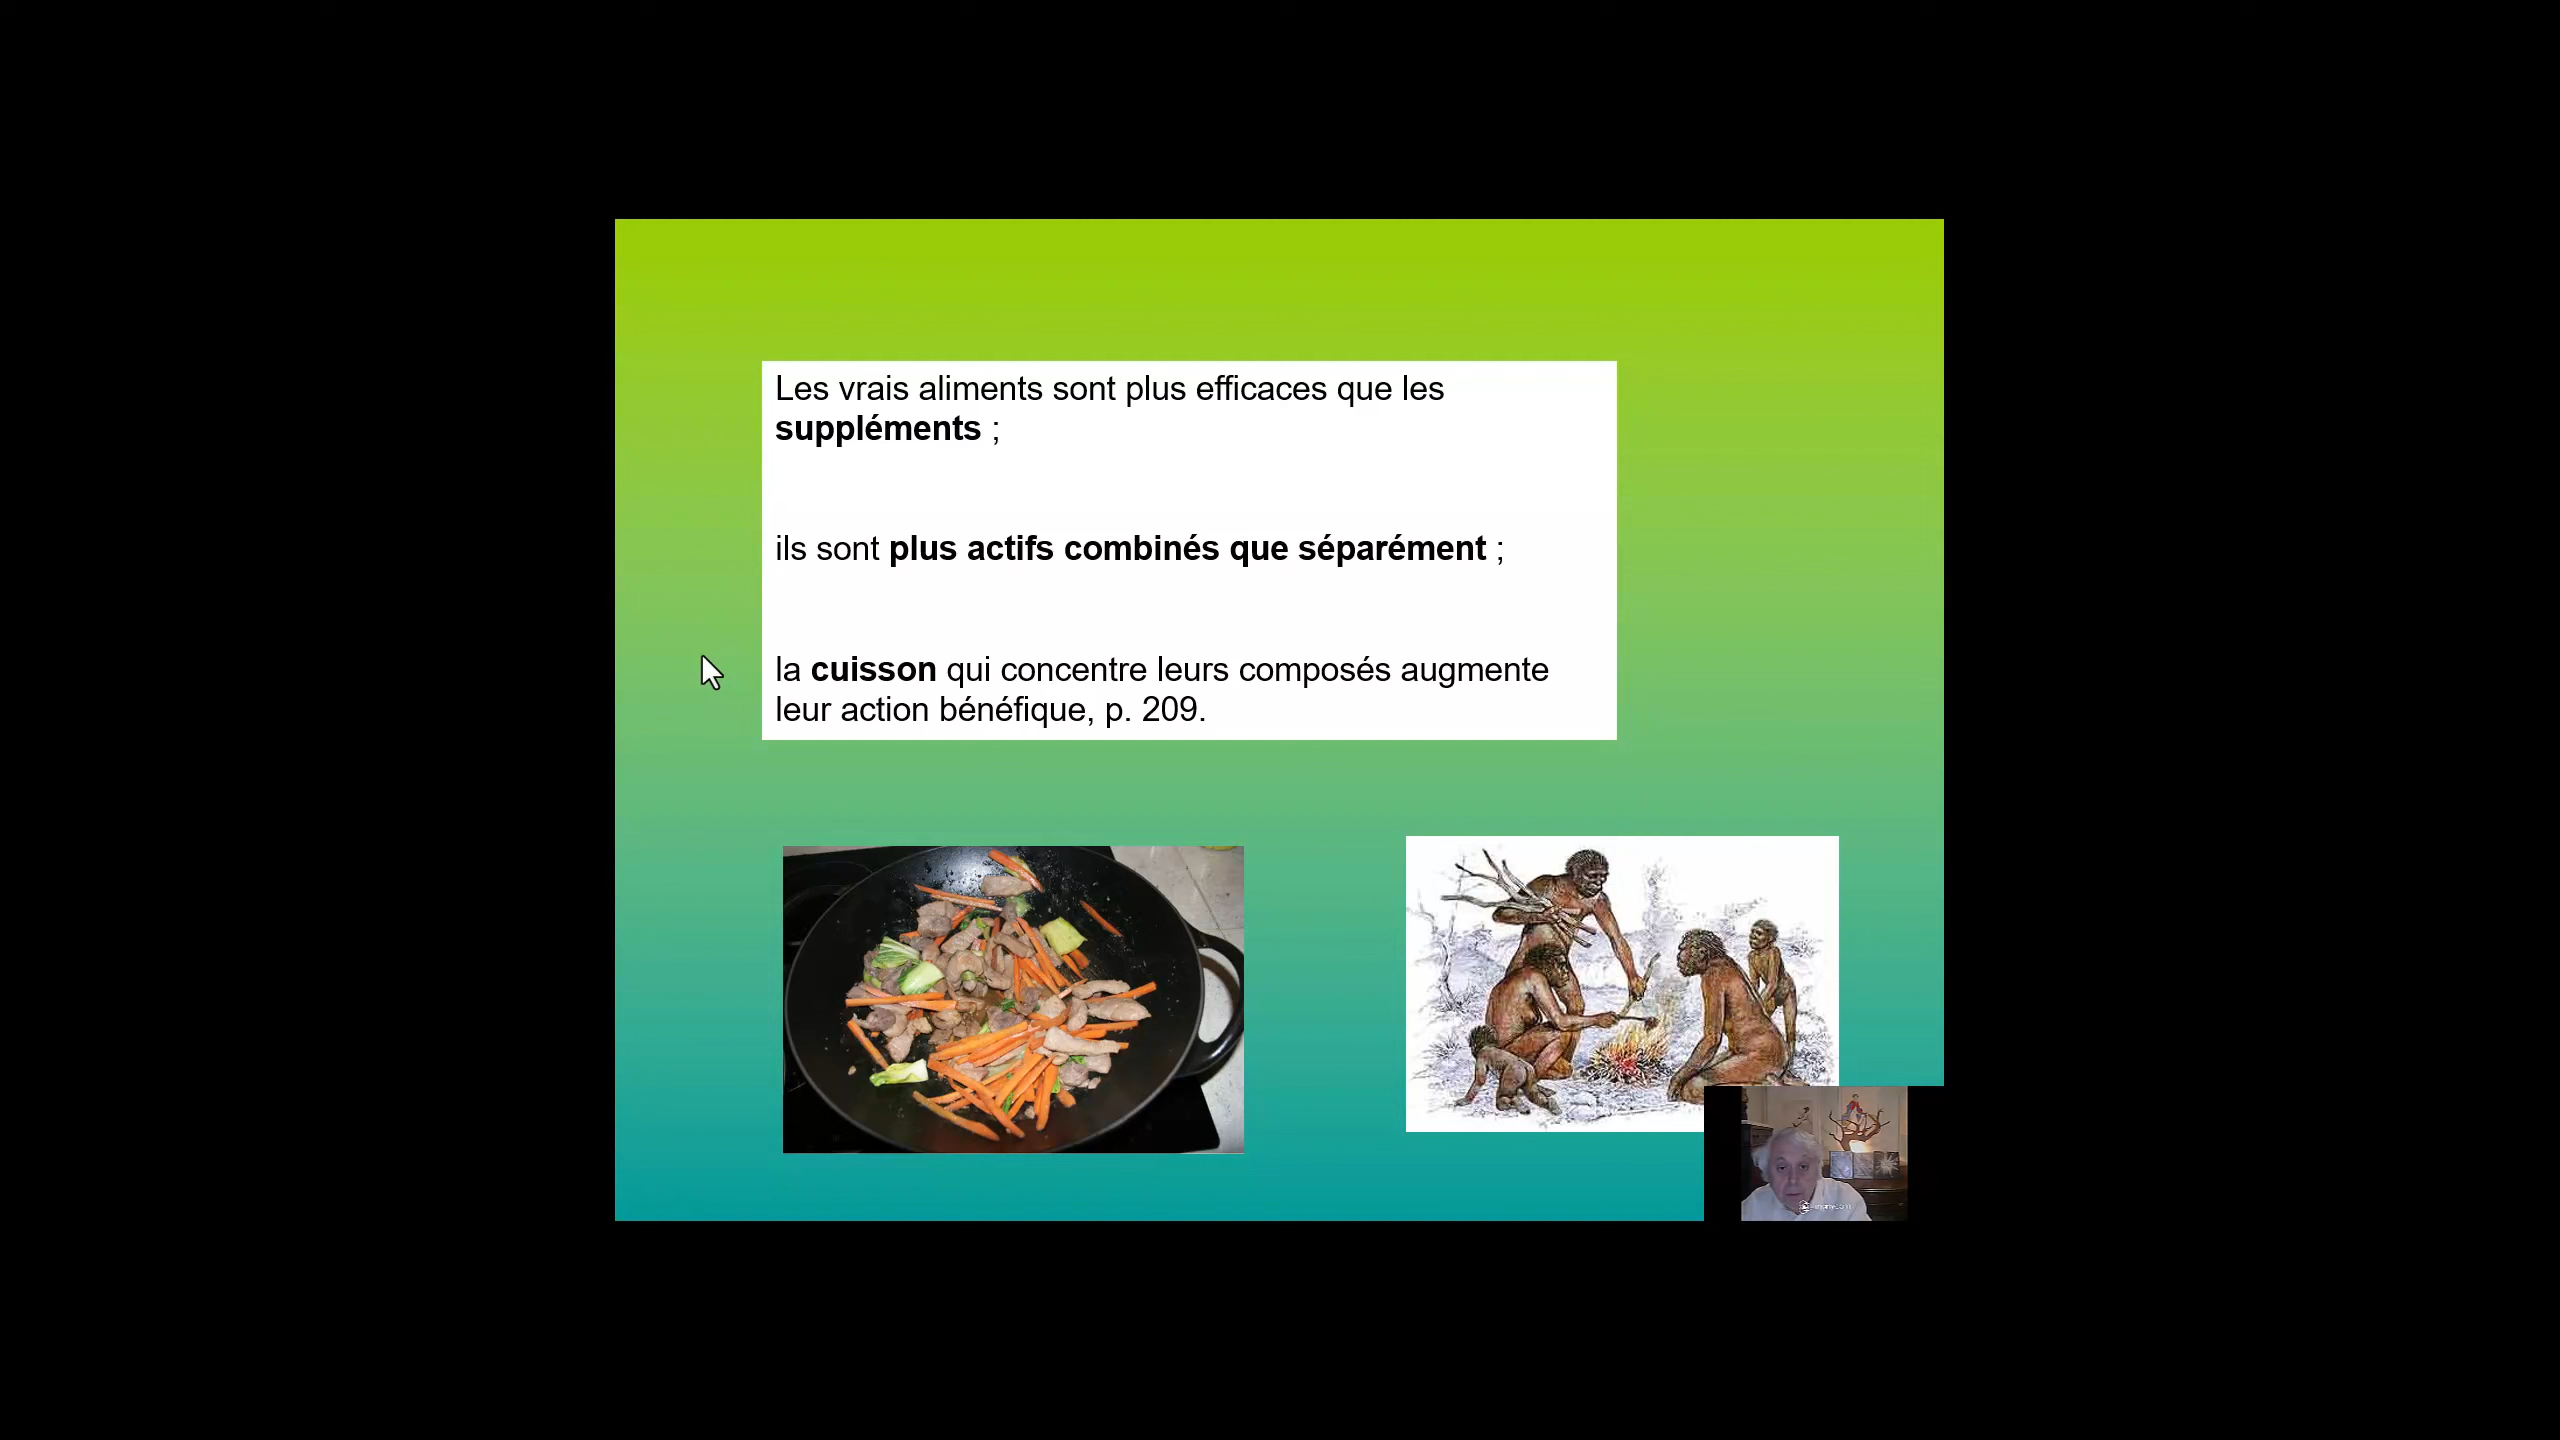 Les vrais aliments sont plus efficaces que les
suppléments ;
ils sont plus actifs combinés que séparément ;
la cuisson qui concentre leurs composés augmente
leur action bénéfique, p. 209.